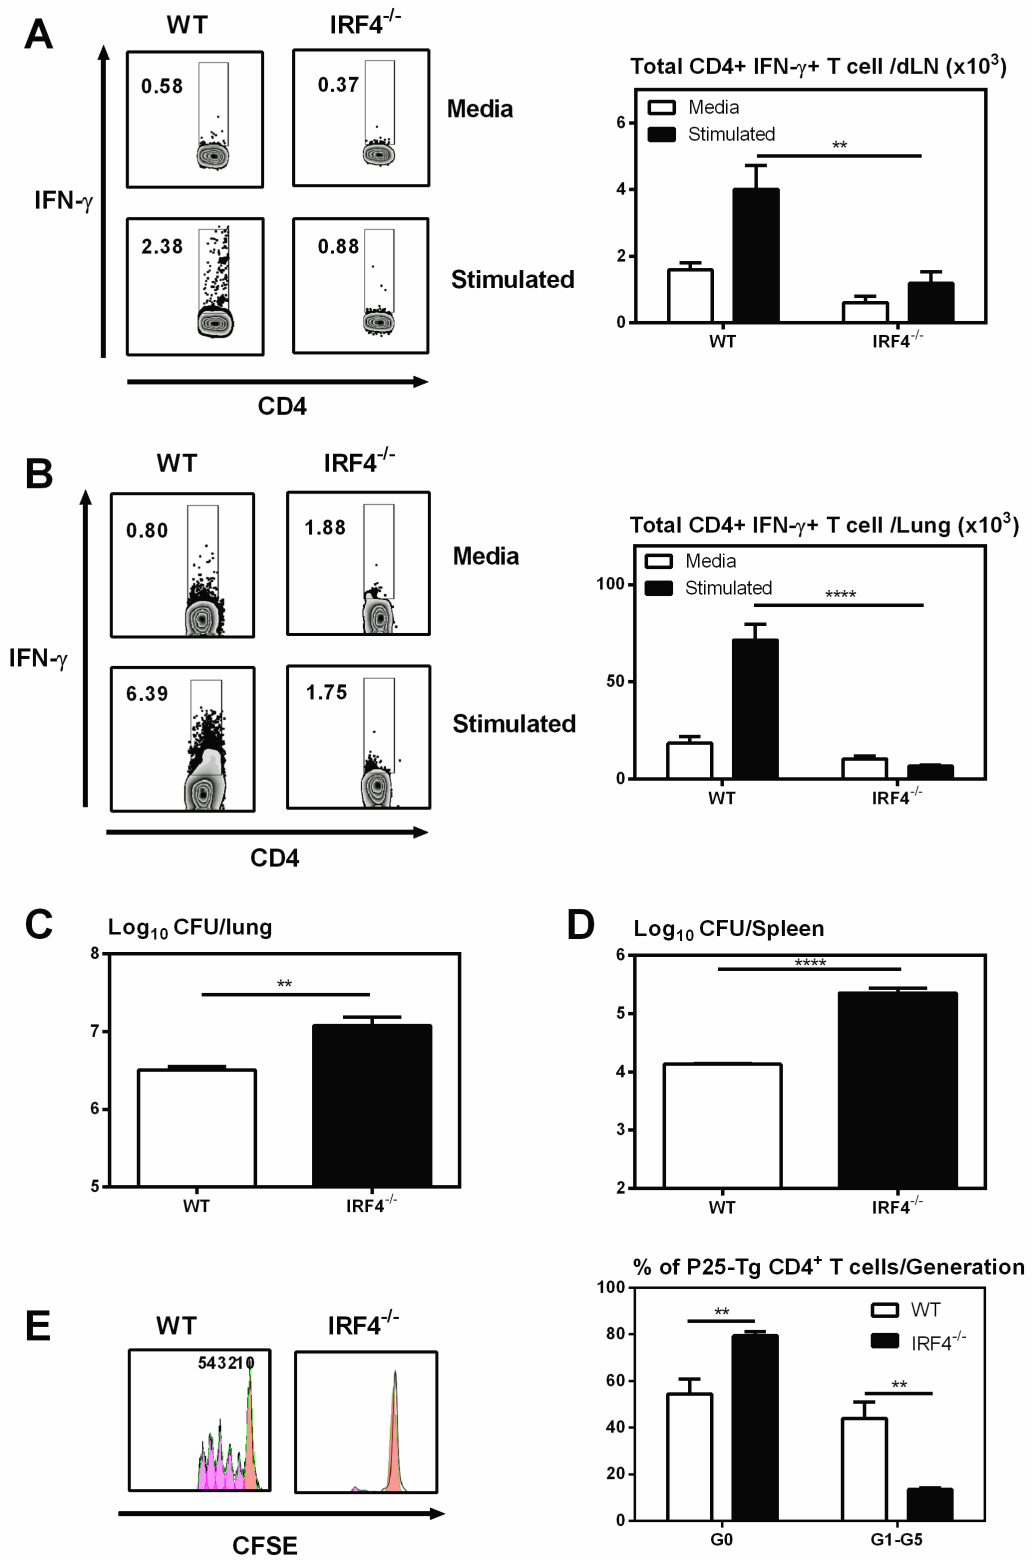 A
WT
IRF4-/-
0.58
0.37
Media
IFN-γ
2.38
0.88
Stimulated
CD4
Total CD4+ IFN-γ+ T cell /dLN (x10³)
Media
Stimulated
**
6
4
2
0
WT
IRF4-/-
B
WT
IRF4-/-
0.80
1.88
Media
IFN-γ
6.39
1.75
Stimulated
CD4
Total CD4+ IFN-γ+ T cell /Lung (x10³)
Media
Stimulated
****
100
50
0
WT
IRF4-/-
C
Log₁₀ CFU/lung
8
**
7
6
5
WT
IRF4-/-
D
Log₁₀ CFU/Spleen
6
****
5
4
3
2
WT
IRF4-/-
E
WT
IRF4-/-
543210
CFSE
% of P25-Tg CD4⁺ T cells/Generation
100
WT
IRF4-/-
**
80
60
**
40
20
0
G0
G1-G5